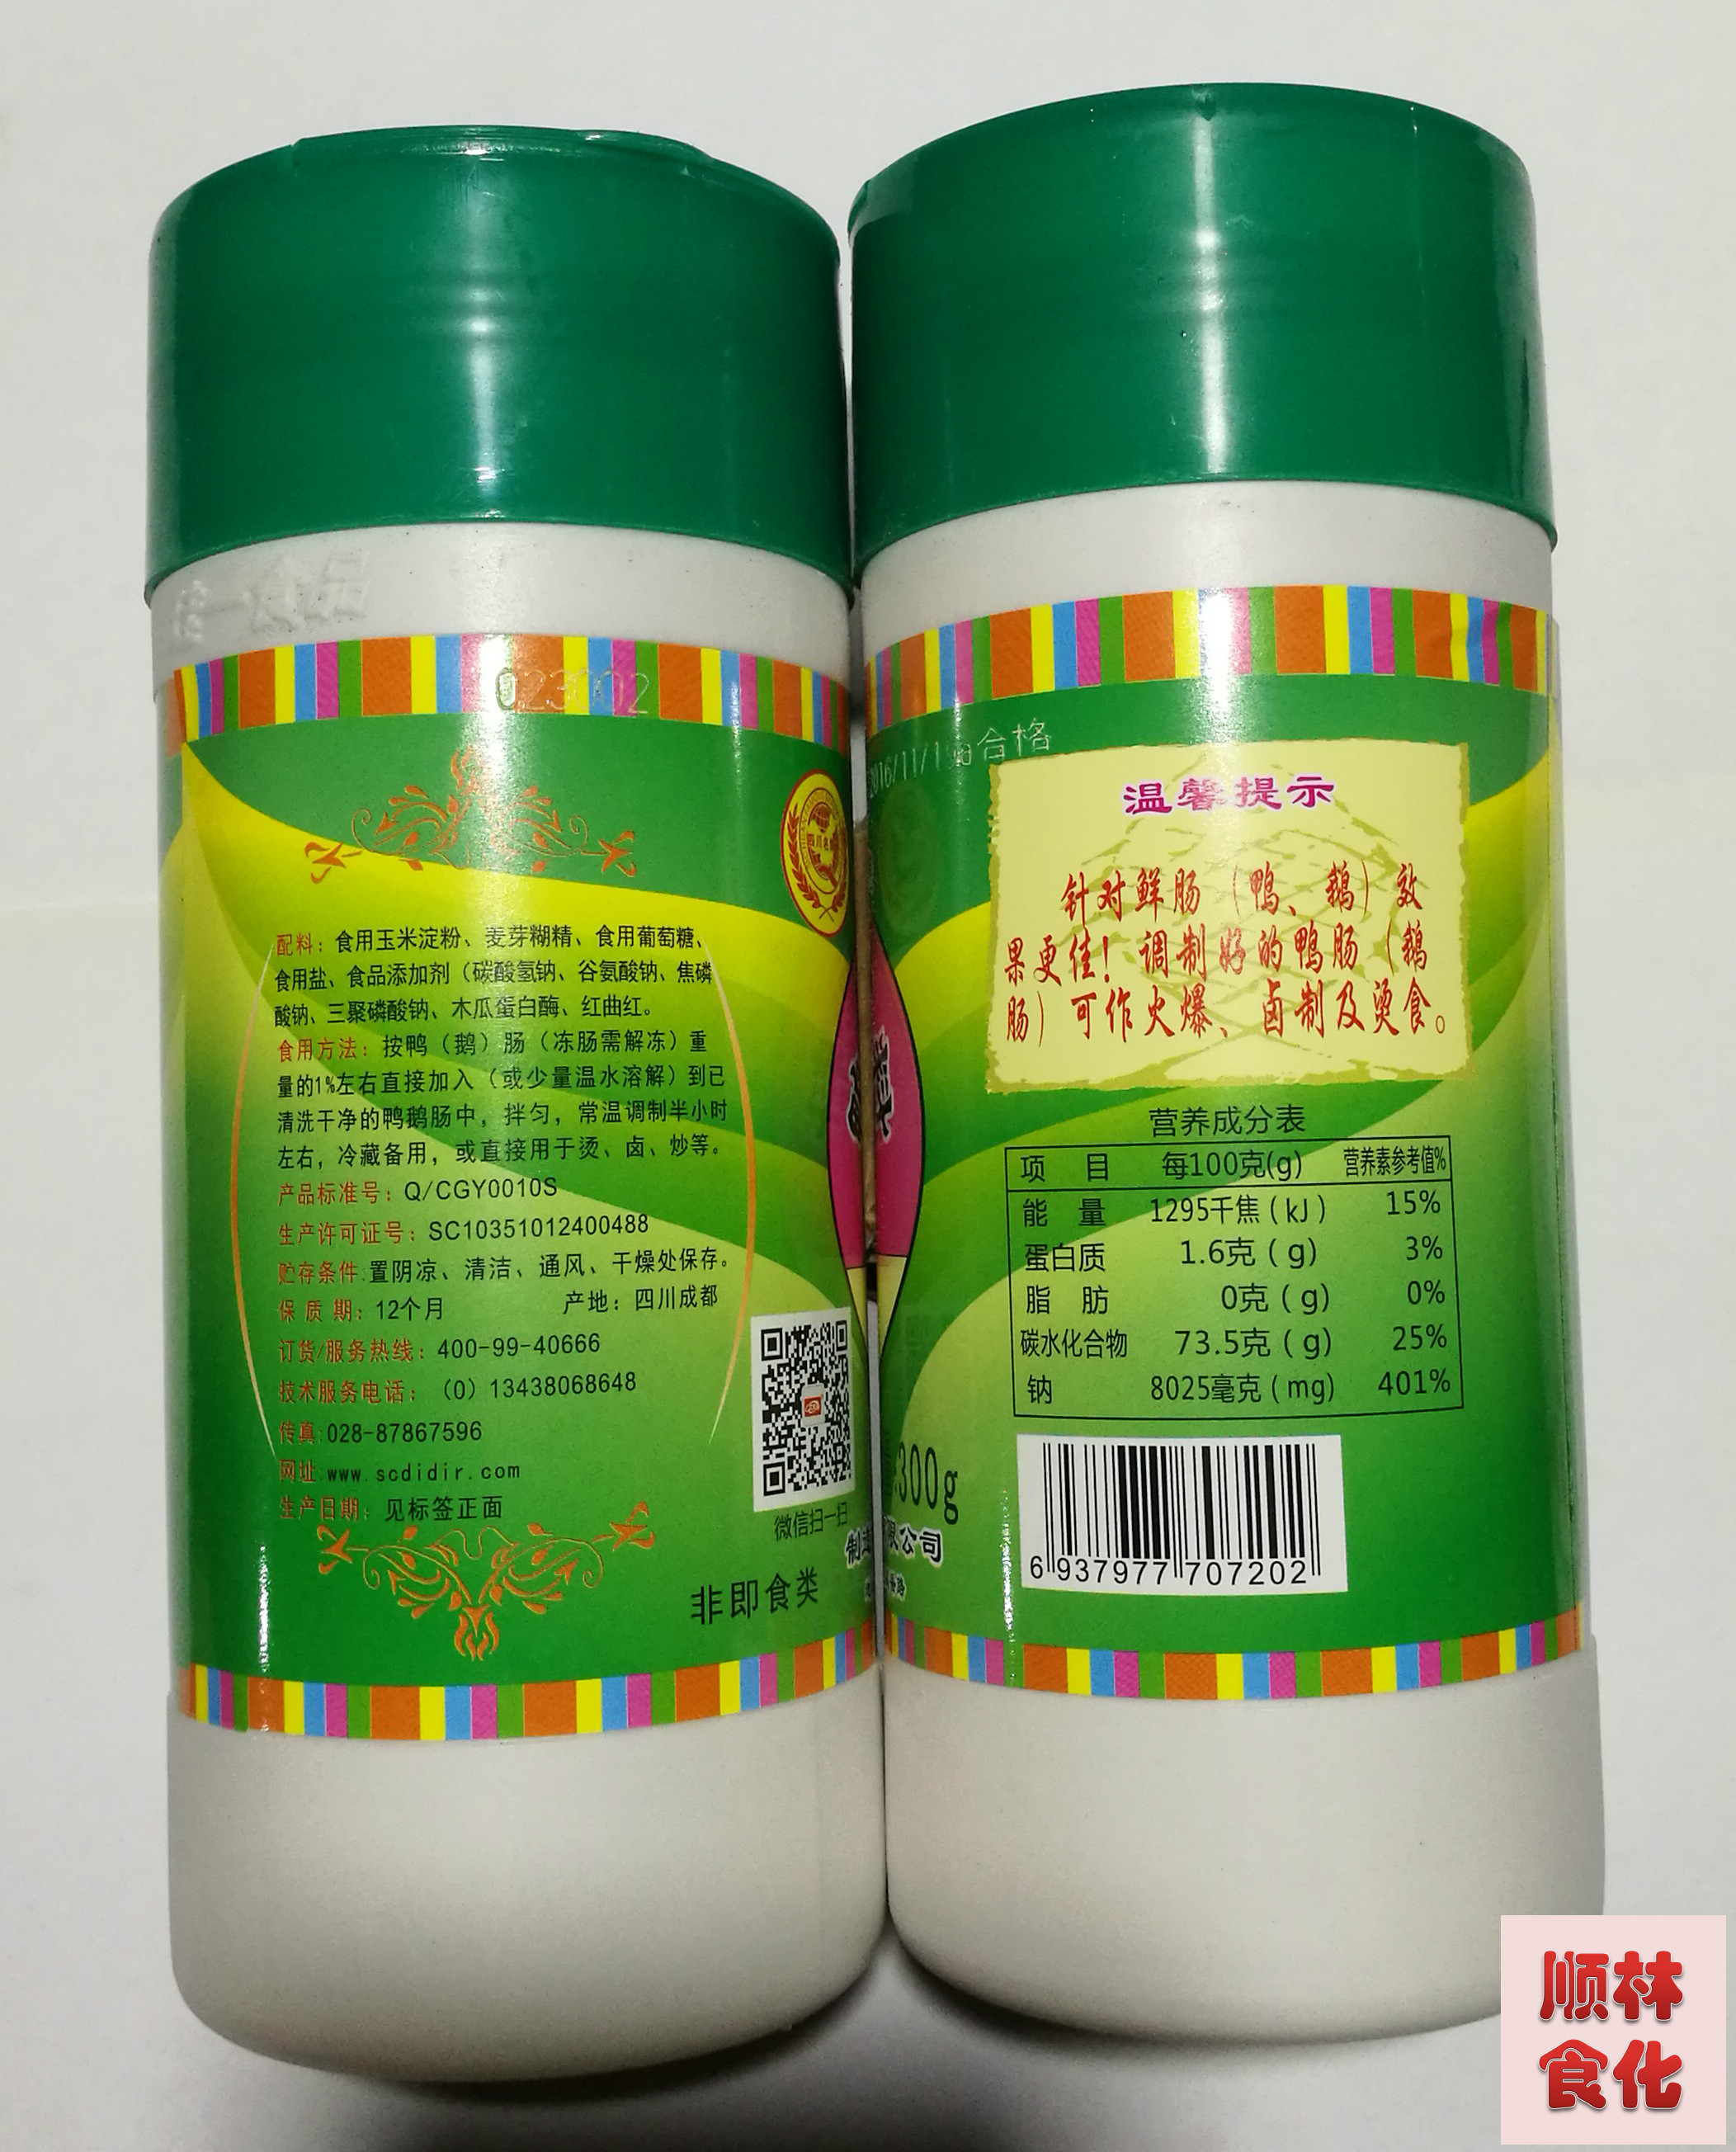 一食品
023002
配料：食用玉米淀粉、麦芽糊精、食用葡萄糖、
食用盐、食品添加剂（碳酸氢钠、谷氨酸钠、焦磷
酸钠、三聚磷酸钠、木瓜蛋白酶、红曲红。
食用方法：按鸭（鹅）肠（冻肠需解冻）重
量的1%左右直接加入（或少量温水溶解）到已
清洗干净的鸭鹅肠中，拌匀，常温调制半小时
左右，冷藏备用，或直接用于烫、卤、炒等。
产品标准号：Q/CGY0010S
生产许可证号：SC10351012400488
贮存条件:置阴凉、清洁、通风、干燥处保存。
保 质 期：12个月 产地：四川成都
订货/服务热线：400-99-40666
技术服务电话：（0）13438068648
传真:028-87867596
网址:www.scdidir.com
生产日期：见标签正面
微信扫一扫
非即食类
合格
温馨提示
针对鲜肠（鸭、鹅）效
果更佳！调制好的鸭肠（鹅
肠）可作火爆、卤制及烫食。
营养成分表
项 目 每100克(g) 营养素参考值%
能 量 1295千焦(kJ) 15%
蛋白质 1.6克(g) 3%
脂 肪 0克(g) 0%
碳水化合物 73.5克(g) 25%
钠 8025毫克(mg) 401%
300g
限公司
6 937977 707202
顺林
食化